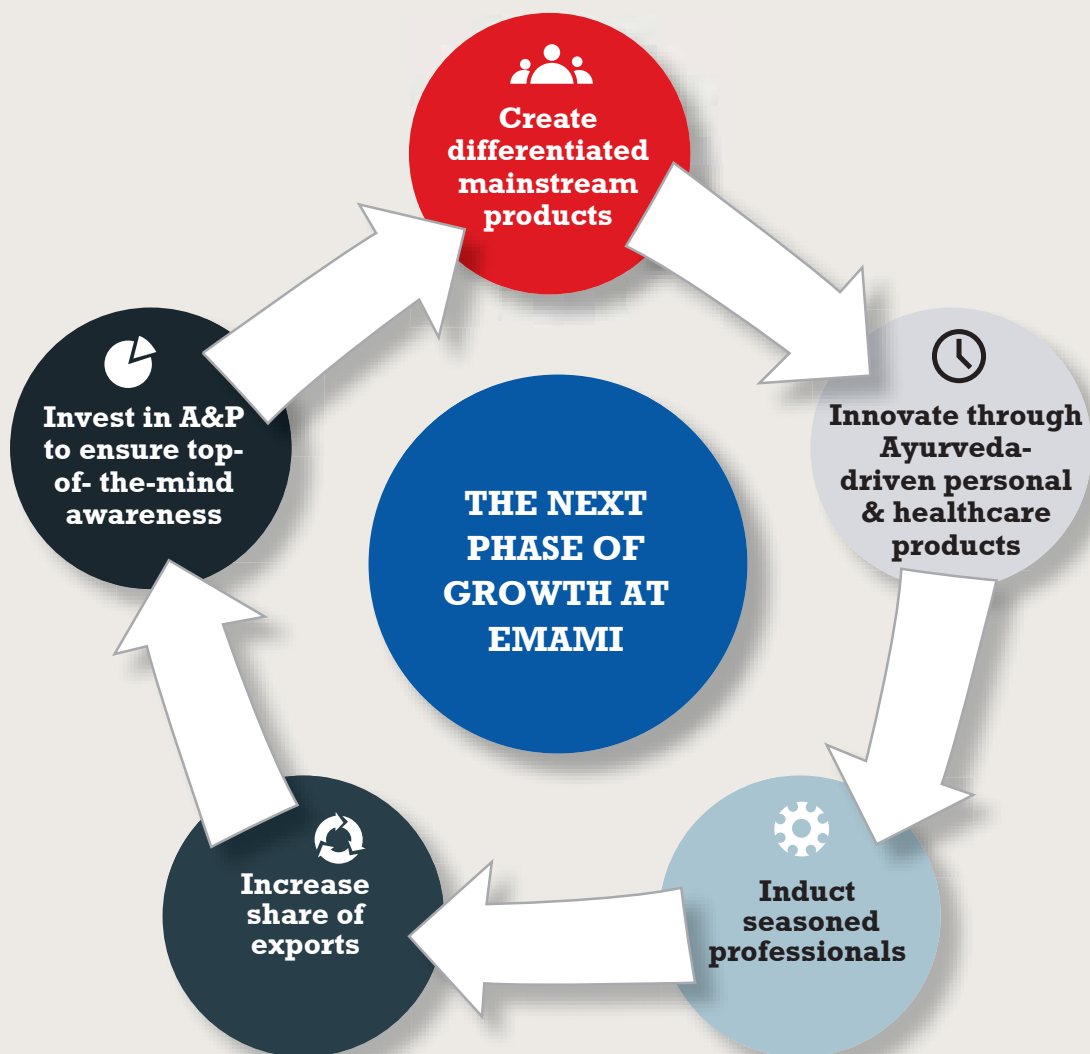 Create
differentiated
mainstream
products
Innovate through
Ayurveda-
driven personal
& healthcare
products
Induct
seasoned
professionals
Increase
share of
exports
Invest in A&P
to ensure top-
of- the-mind
awareness
THE NEXT
PHASE OF
GROWTH AT
EMAMI